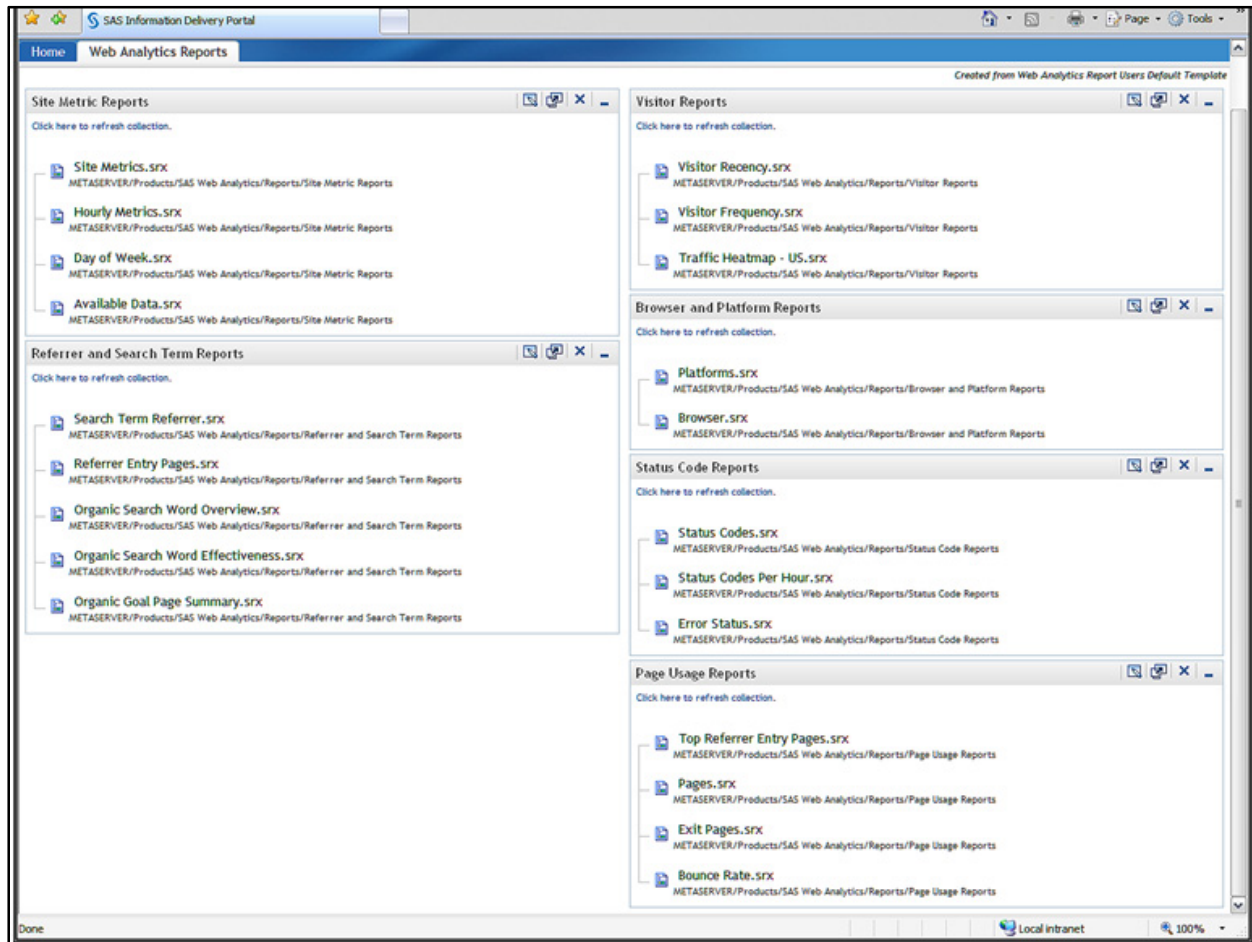 SAS Information Delivery Portal
Page
Tools
Home
Web Analytics Reports
Created from Web Analytics Report Users Default Template
Site Metric Reports
Click here to refresh collection.
Site Metrics.srx
METASERVER/Products/SAS Web Analytics/Reports/Site Metric Reports
Hourly Metrics.srx
METASERVER/Products/SAS Web Analytics/Reports/Site Metric Reports
Day of Week.srx
METASERVER/Products/SAS Web Analytics/Reports/Site Metric Reports
Available Data.srx
METASERVER/Products/SAS Web Analytics/Reports/Site Metric Reports
Referrer and Search Term Reports
Click here to refresh collection.
Search Term Referrer.srx
METASERVER/Products/SAS Web Analytics/Reports/Referrer and Search Term Reports
Referrer Entry Pages.srx
METASERVER/Products/SAS Web Analytics/Reports/Referrer and Search Term Reports
Organic Search Word Overview.srx
METASERVER/Products/SAS Web Analytics/Reports/Referrer and Search Term Reports
Organic Search Word Effectiveness.srx
METASERVER/Products/SAS Web Analytics/Reports/Referrer and Search Term Reports
Organic Goal Page Summary.srx
METASERVER/Products/SAS Web Analytics/Reports/Referrer and Search Term Reports
Visitor Reports
Click here to refresh collection.
Visitor Recency.srx
METASERVER/Products/SAS Web Analytics/Reports/Visitor Reports
Visitor Frequency.srx
METASERVER/Products/SAS Web Analytics/Reports/Visitor Reports
Traffic Heatmap - US.srx
METASERVER/Products/SAS Web Analytics/Reports/Visitor Reports
Browser and Platform Reports
Click here to refresh collection.
Platforms.srx
METASERVER/Products/SAS Web Analytics/Reports/Browser and Platform Reports
Browser.srx
METASERVER/Products/SAS Web Analytics/Reports/Browser and Platform Reports
Status Code Reports
Click here to refresh collection.
Status Codes.srx
METASERVER/Products/SAS Web Analytics/Reports/Status Code Reports
Status Codes Per Hour.srx
METASERVER/Products/SAS Web Analytics/Reports/Status Code Reports
Error Status.srx
METASERVER/Products/SAS Web Analytics/Reports/Status Code Reports
Page Usage Reports
Click here to refresh collection.
Top Referrer Entry Pages.srx
METASERVER/Products/SAS Web Analytics/Reports/Page Usage Reports
Pages.srx
METASERVER/Products/SAS Web Analytics/Reports/Page Usage Reports
Exit Pages.srx
METASERVER/Products/SAS Web Analytics/Reports/Page Usage Reports
Bounce Rate.srx
METASERVER/Products/SAS Web Analytics/Reports/Page Usage Reports
Done
Local intranet
100%